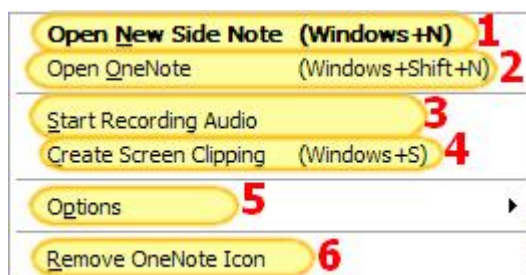 Open New Side Note (Windows+N) 1
Open OneNote (Windows+Shift+N) 2
Start Recording Audio 3
Create Screen Clipping (Windows+S) 4
Options 5
Remove OneNote Icon 6